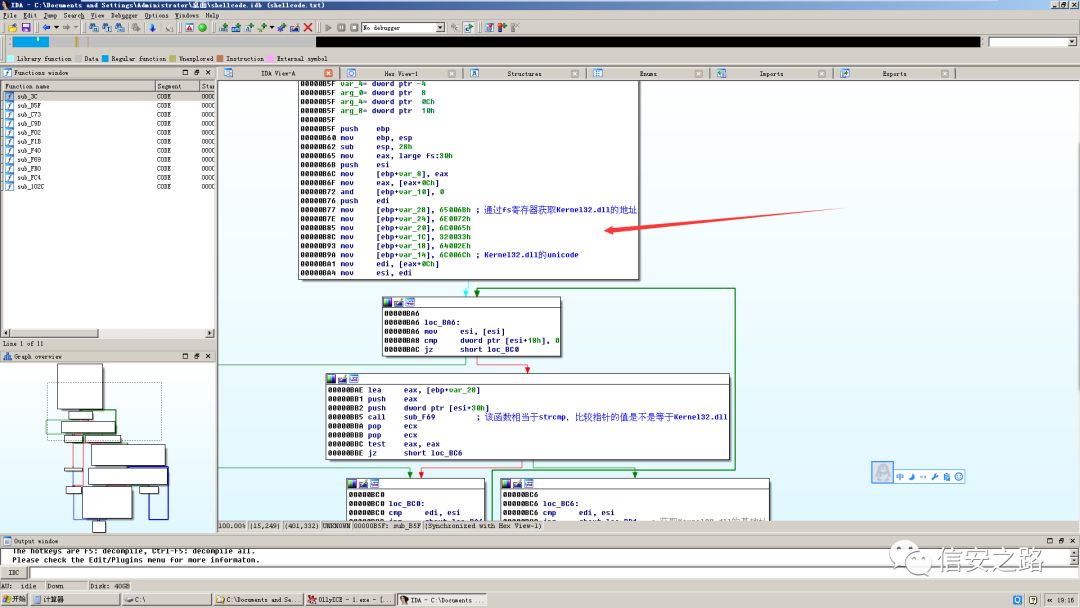 IDA - C:\Documents and Settings\Administrator\桌面\shellcode.idb (shellcode.txt)
File Edit Jump Search View Debugger Options Windows Help
No debugger
Library function Data Regular function Unexplored Instruction External symbol
Functions window
IDA View-A
Hex View-1
Structures
Enums
Imports
Exports
Function name Segment Star
sub_3C CODE 0000
sub_B5F CODE 0000
sub_C73 CODE 0000
sub_C9D CODE 0000
sub_F02 CODE 0000
sub_F1B CODE 0000
sub_F40 CODE 0000
sub_F69 CODE 0000
sub_FB0 CODE 0000
sub_FC4 CODE 0000
sub_102C CODE 0000
Line 1 of 11
Graph overview
00000B5F var_4= dword ptr -4
00000B5F arg_0= dword ptr 8
00000B5F arg_4= dword ptr 0Ch
00000B5F arg_8= dword ptr 10h
00000B5F
00000B5F push ebp
00000B60 mov ebp, esp
00000B62 sub esp, 28h
00000B65 mov eax, large fs:30h
00000B6B push esi
00000B6C mov [ebp+var_8], eax
00000B6F mov eax, [eax+0Ch]
00000B72 and [ebp+var_10], 0
00000B76 push edi
00000B77 mov [ebp+var_28], 65006Bh ; 通过fs寄存器获取Kernel32.dll的地址
00000B7E mov [ebp+var_24], 6E0072h
00000B85 mov [ebp+var_20], 6C0065h
00000B8C mov [ebp+var_1C], 320033h
00000B93 mov [ebp+var_18], 64002Eh
00000B9A mov [ebp+var_14], 6C006Ch ; Kernel32.dll的unicode
00000BA1 mov edi, [eax+0Ch]
00000BA4 mov esi, edi
00000BA6
00000BA6 loc_BA6:
00000BA6 mov esi, [esi]
00000BA8 cmp dword ptr [esi+18h], 0
00000BAC jz short loc_BC0
00000BAE lea eax, [ebp+var_28]
00000BB1 push eax
00000BB2 push dword ptr [esi+30h]
00000BB5 call sub_F69 ; 该函数相当于strcmp, 比较指针的值是不是等于Kernel32.dll
00000BBA pop ecx
00000BBB pop ecx
00000BBC test eax, eax
00000BBE jz short loc_BC6
00000BC0
00000BC0 loc_BC0:
00000BC0 cmp edi, esi
00000BC6
00000BC6 loc_BC6:
00000BC6 cmp edi, esi
100.00% (15,249) (401,332) UNKNOWN 00000B5F: sub_B5F (Synchronized with Hex View-1)
中
Output window
The hotkeys are F5: decompile, Ctrl-F5: decompile all.
Please check the Edit/Plugins menu for more informaton.
IDC
AU: idle Down Disk: 40GB
信安之路
开始
计算器
C:\
C:\Documents and Se...
OllyICE - 1.exe - [...
IDA - C:\Documents ...
19:16